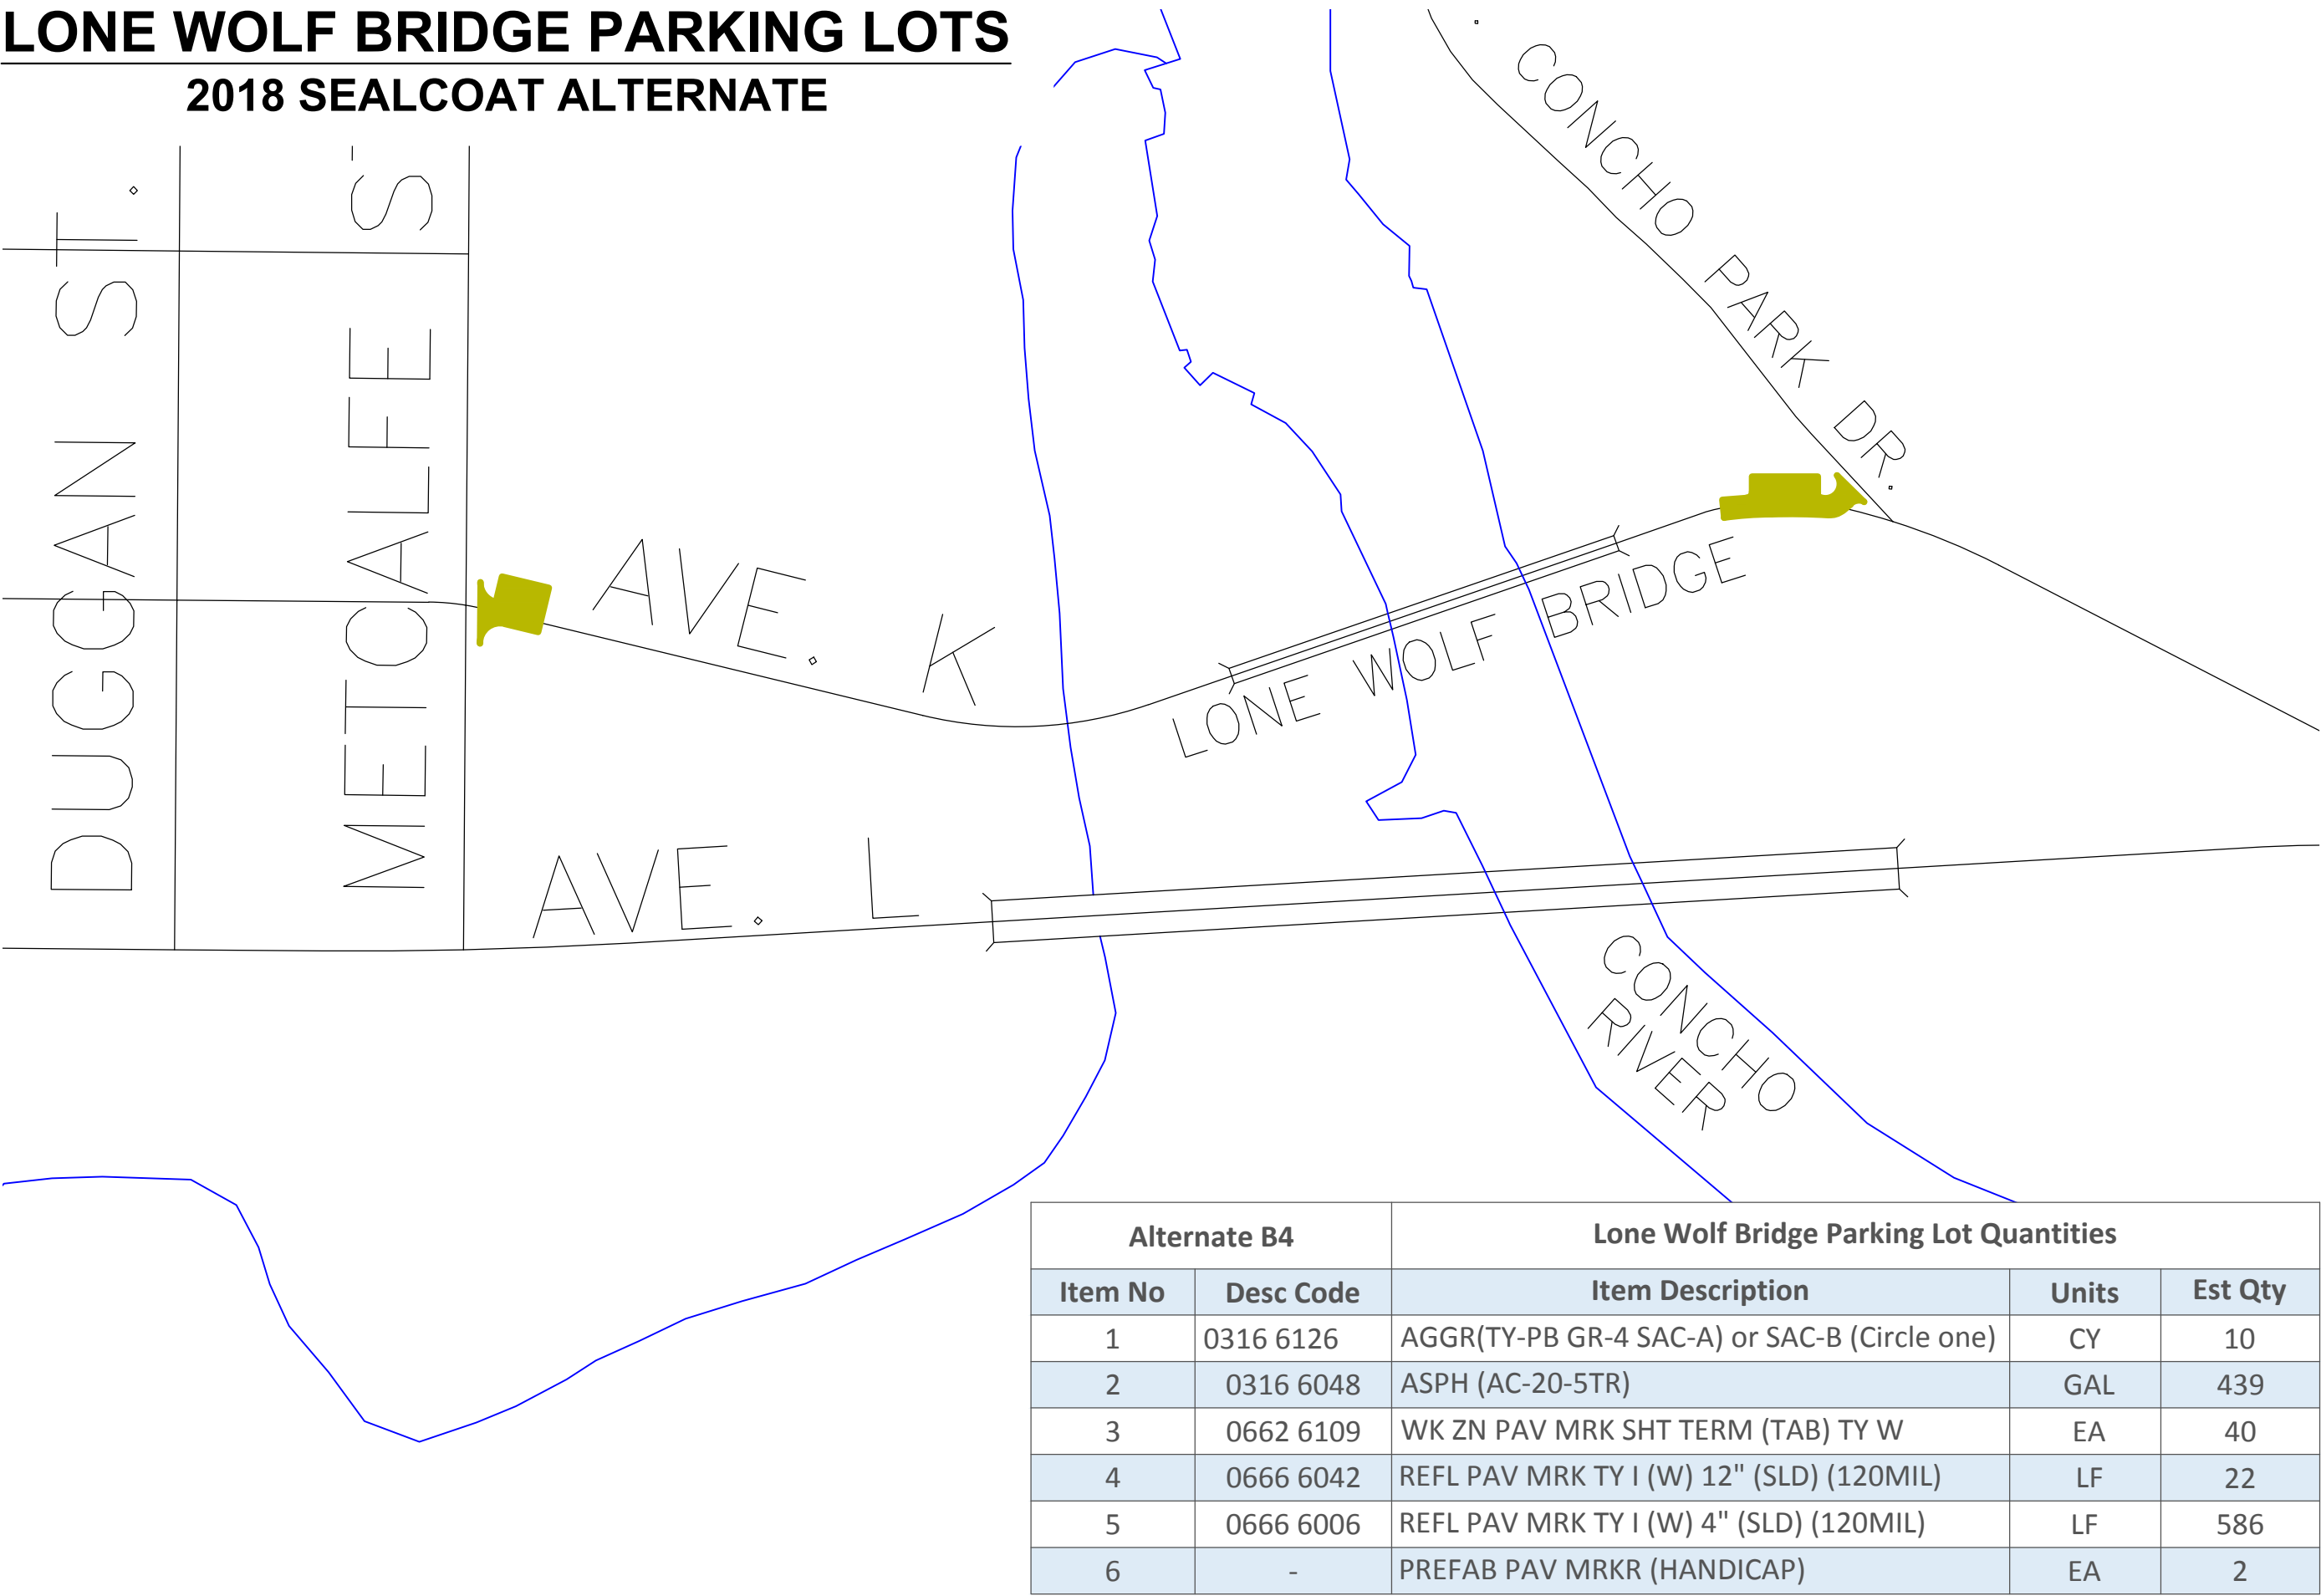 LONE WOLF BRIDGE PARKING LOTS
2018 SEALCOAT ALTERNATE
DUGGAN ST.
METCALFE S
AVE. K
AVE. L
LONE WOLF BRIDGE
CONCHO PARK DR.
CONCHO
RIVER
Alternate B4 Lone Wolf Bridge Parking Lot Quantities
Item No Desc Code Item Description Units Est Qty
1 0316 6126 AGGR(TY-PB GR-4 SAC-A) or SAC-B (Circle one) CY 10
2 0316 6048 ASPH (AC-20-5TR) GAL 439
3 0662 6109 WK ZN PAV MRK SHT TERM (TAB) TY W EA 40
4 0666 6042 REFL PAV MRK TY I (W) 12" (SLD) (120MIL) LF 22
5 0666 6006 REFL PAV MRK TY I (W) 4" (SLD) (120MIL) LF 586
6 - PREFAB PAV MRKR (HANDICAP) EA 2